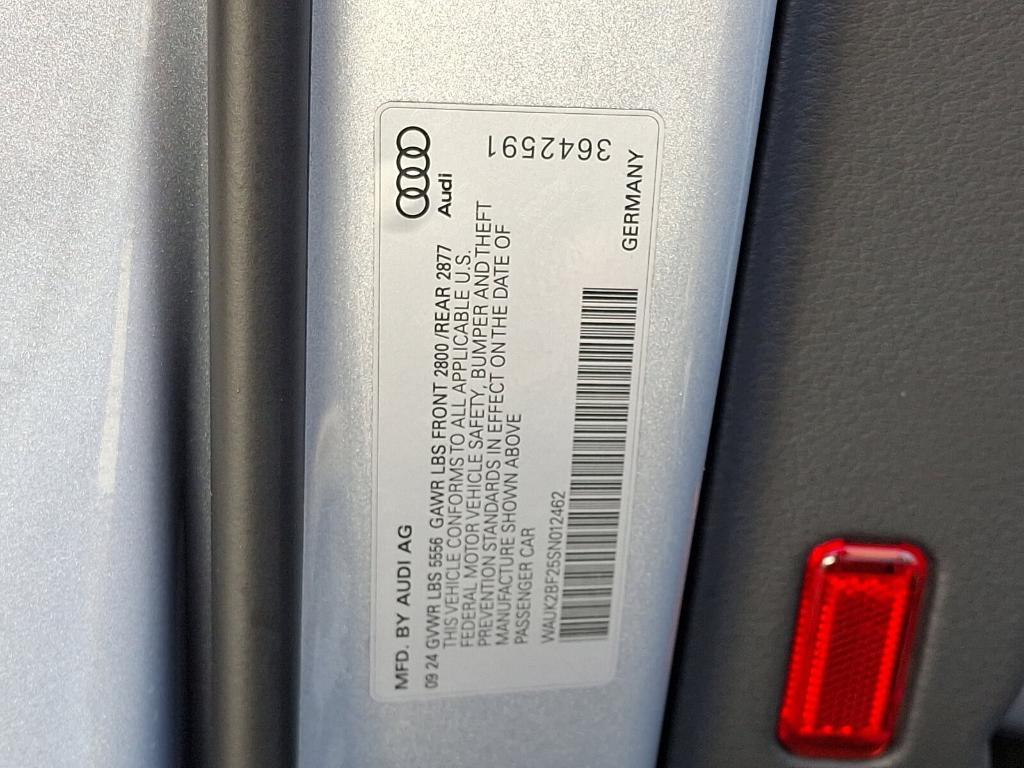 MFD. BY AUDI AG
Audi
09 24 GVWR LBS 5556 GAWR LBS FRONT 2800 /REAR 2877
THIS VEHICLE CONFORMS TO ALL APPLICABLE U.S.
FEDERAL MOTOR VEHICLE SAFETY, BUMPER AND THEFT
PREVENTION STANDARDS IN EFFECT ON THE DATE OF
MANUFACTURE SHOWN ABOVE
PASSENGER CAR
3642591
WAUK2BF25SN012462
GERMANY